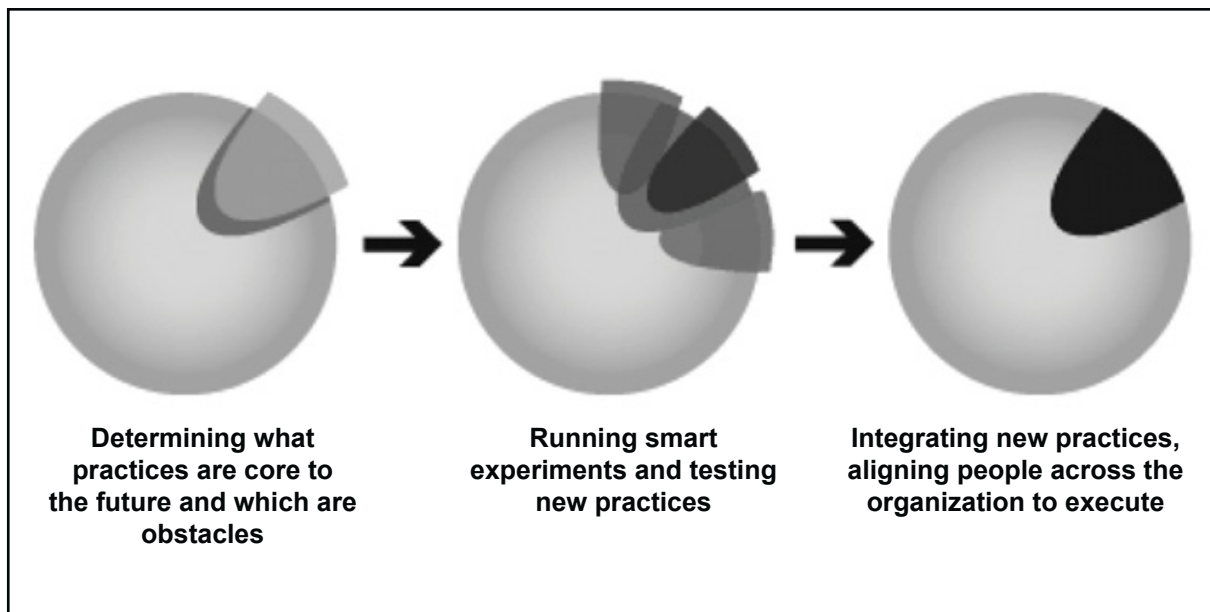 Determining what
practices are core to
the future and which are
obstacles
Running smart
experiments and testing
new practices
Integrating new practices,
aligning people across the
organization to execute